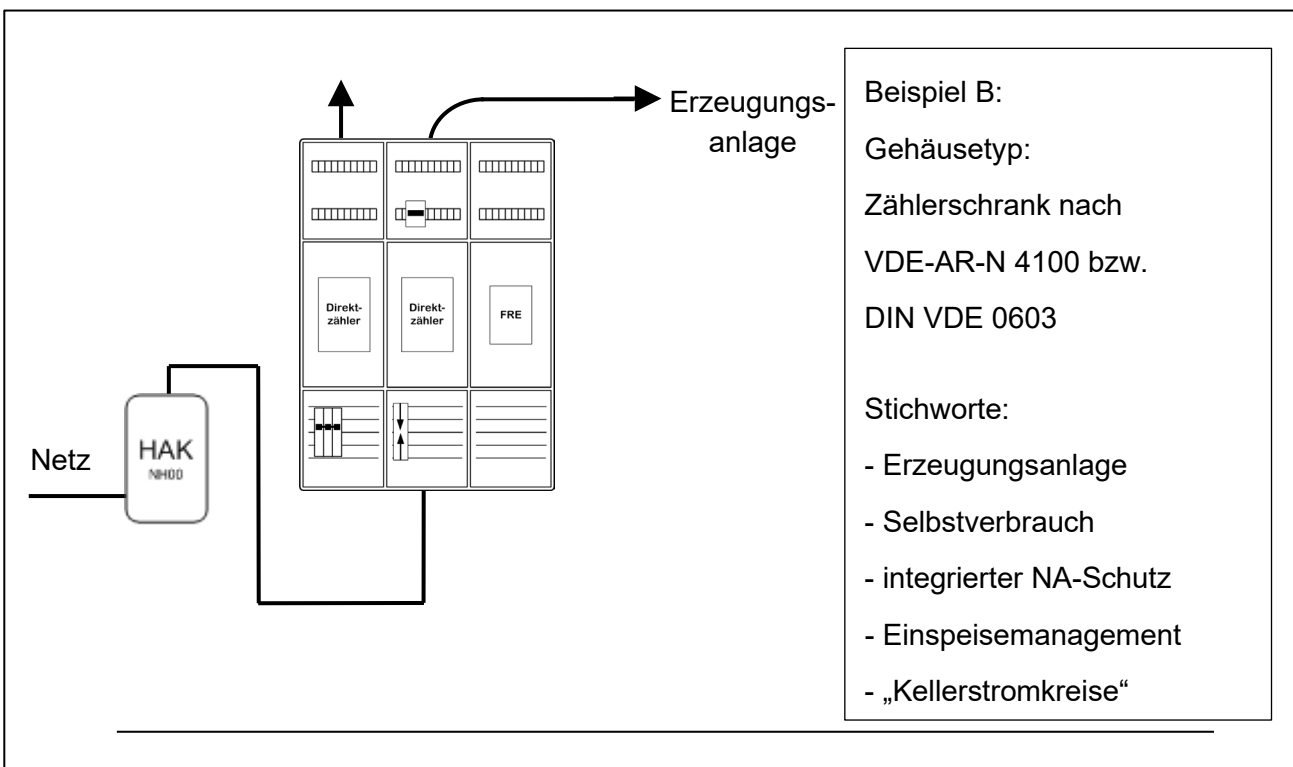 Erzeugungs-
anlage
Direkt-
zähler
Direkt-
zähler
FRE
Netz
HAK
NH00
Beispiel B:
Gehäusetyp:
Zählerschrank nach
VDE-AR-N 4100 bzw.
DIN VDE 0603
Stichworte:
- Erzeugungsanlage
- Selbstverbrauch
- integrierter NA-Schutz
- Einspeisemanagement
- „Kellerstromkreise“